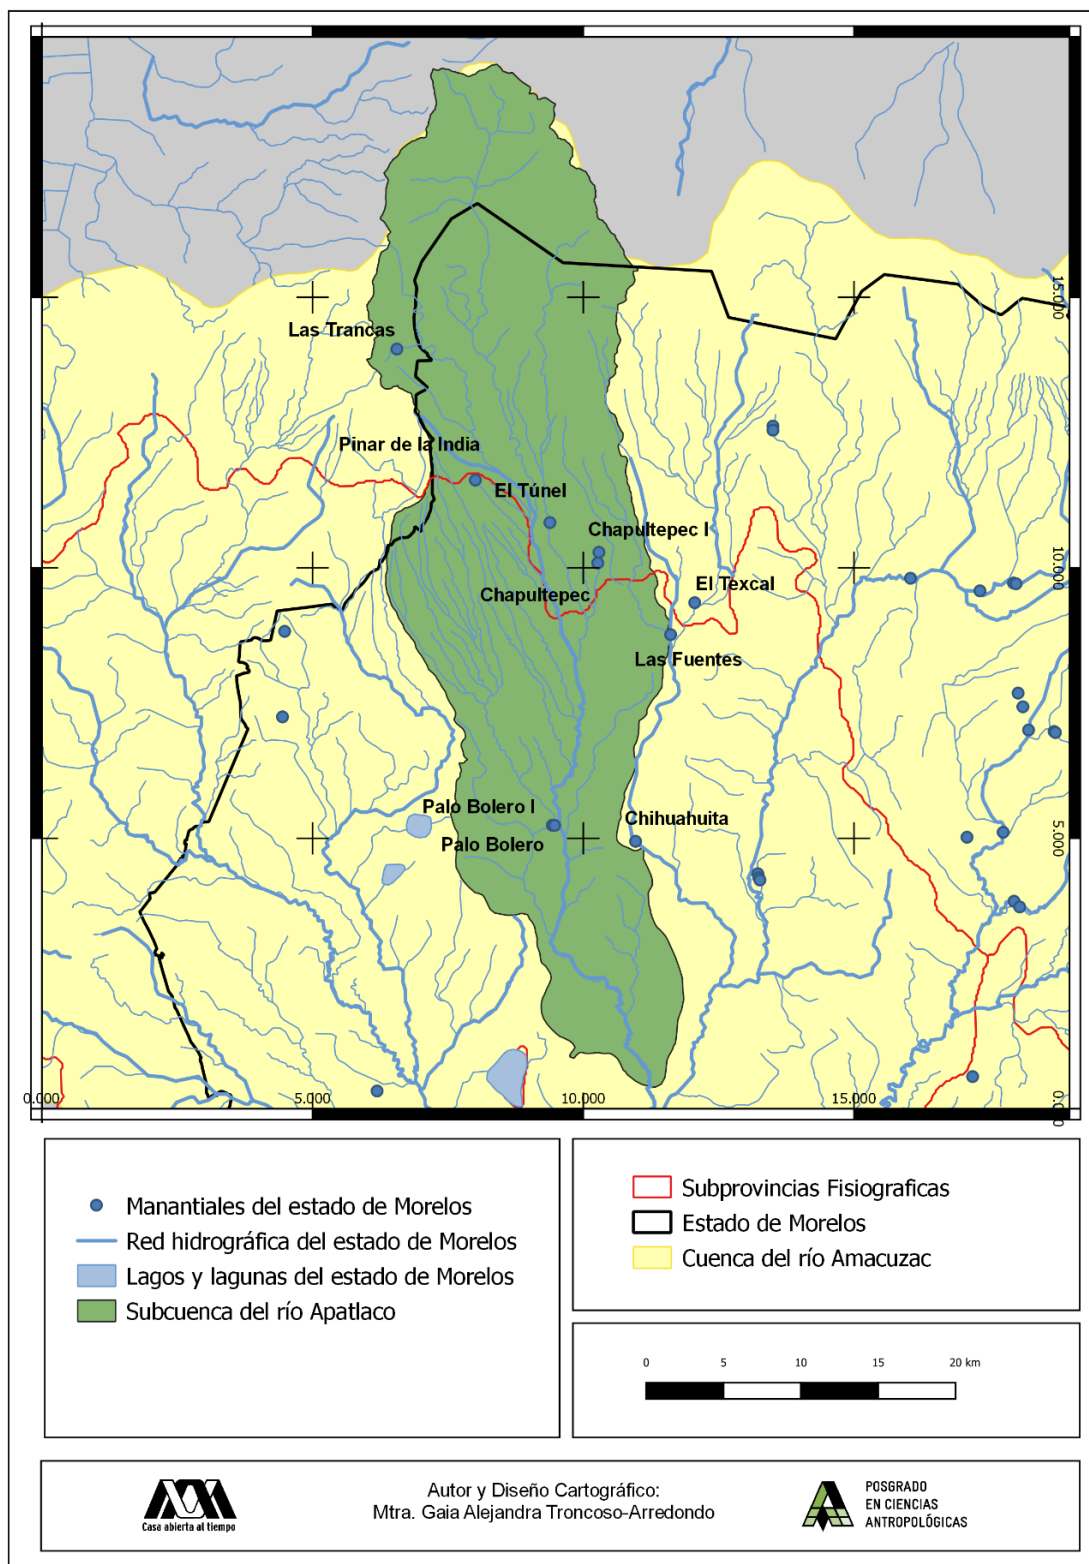 15.000
Las Trancas
Pinar de la India
El Túnel
Chapultepec I
10.000
El Texcal
Chapultepec
Las Fuentes
Palo Bolero I
Chihuahuita
5.000
Palo Bolero
0.000
5.000
10.000
15.000
0.000
Manantiales del estado de Morelos
Red hidrográfica del estado de Morelos
Lagos y lagunas del estado de Morelos
Subcuenca del río Apatlaco
Subprovincias Fisiograficas
Estado de Morelos
Cuenca del río Amacuzac
0 5 10 15 20 km
Casa abierta al tiempo
Autor y Diseño Cartográfico:
Mtra. Gaia Alejandra Troncoso-Arredondo
POSGRADO
EN CIENCIAS
ANTROPOLÓGICAS